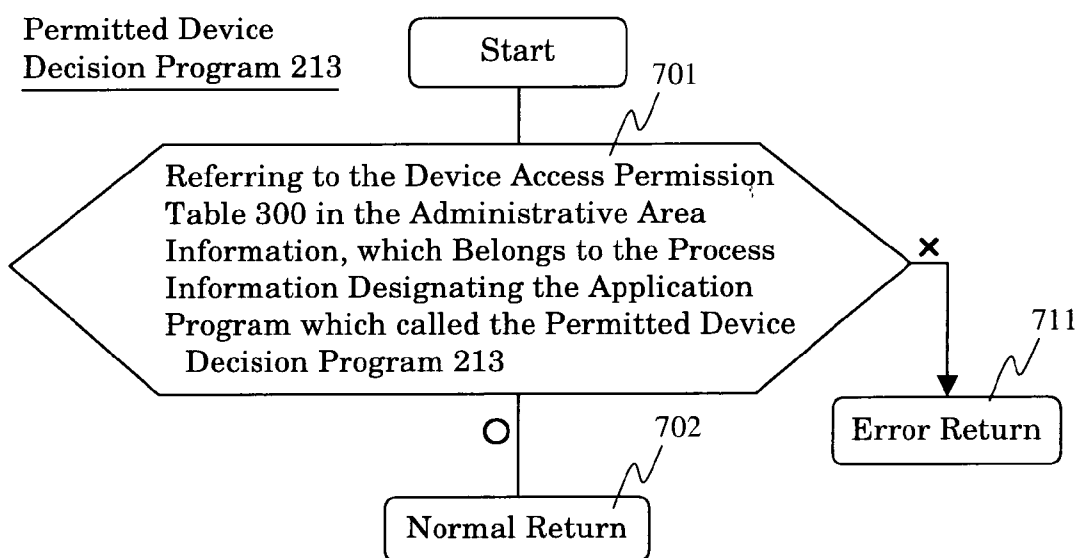 Permitted Device
Decision Program 213
Start
701
Referring to the Device Access Permission
Table 300 in the Administrative Area
Information, which Belongs to the Process
Information Designating the Application
Program which called the Permitted Device
Decision Program 213
×
711
Error Return
○
702
Normal Return